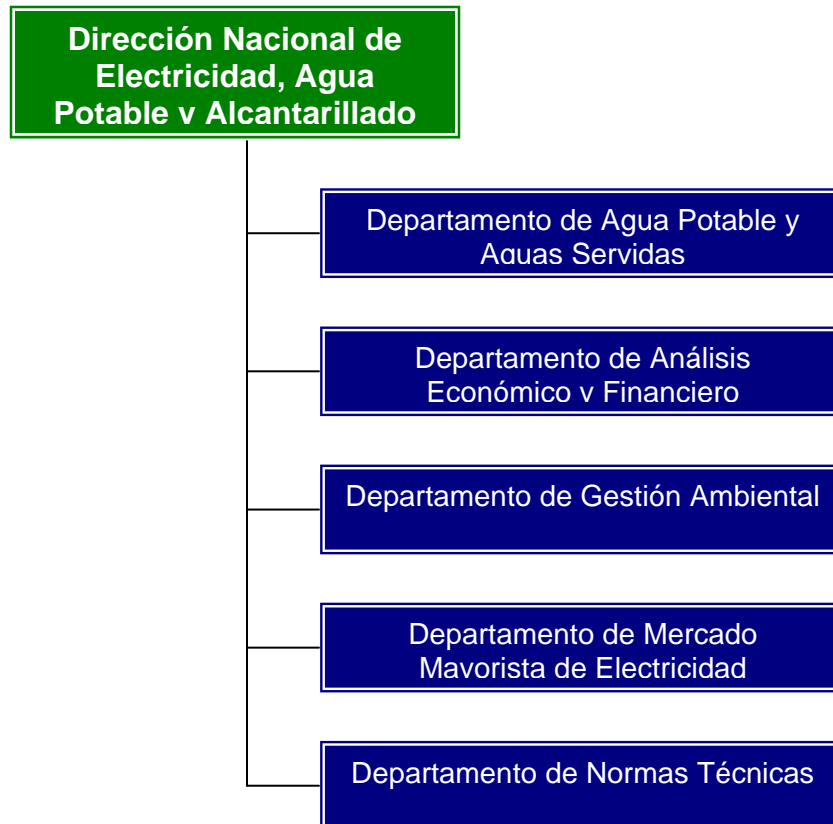 Dirección Nacional de
Electricidad, Agua
Potable y Alcantarillado
Departamento de Agua Potable y
Aguas Servidas
Departamento de Análisis
Económico y Financiero
Departamento de Gestión Ambiental
Departamento de Mercado
Mayorista de Electricidad
Departamento de Normas Técnicas